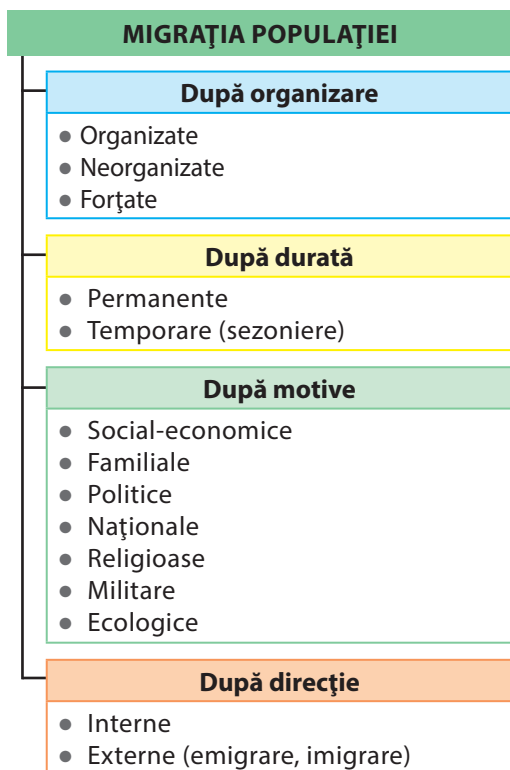 MIGRAŢIA POPULAŢIEI
După organizare
● Organizate
● Neorganizate
● Forţate
După durată
● Permanente
● Temporare (sezoniere)
După motive
● Social-economice
● Familiale
● Politice
● Naţionale
● Religioase
● Militare
● Ecologice
După direcţie
● Interne
● Externe (emigrare, imigrare)